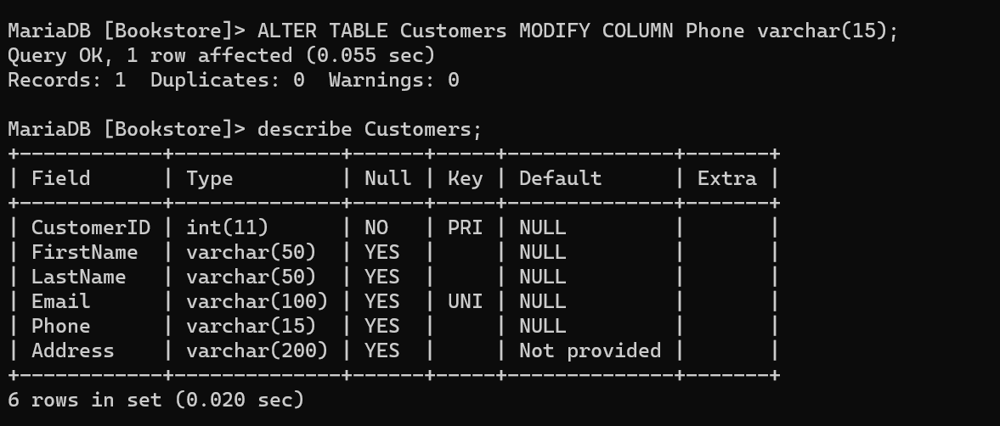 MariaDB [Bookstore]> ALTER TABLE Customers MODIFY COLUMN Phone varchar(15);
Query OK, 1 row affected (0.055 sec)
Records: 1  Duplicates: 0  Warnings: 0

MariaDB [Bookstore]> describe Customers;
+------------+--------------+------+-----+--------------+-------+
| Field      | Type         | Null | Key | Default      | Extra |
+------------+--------------+------+-----+--------------+-------+
| CustomerID | int(11)      | NO   | PRI | NULL         |       |
| FirstName  | varchar(50)  | YES  |     | NULL         |       |
| LastName   | varchar(50)  | YES  |     | NULL         |       |
| Email      | varchar(100) | YES  | UNI | NULL         |       |
| Phone      | varchar(15)  | YES  |     | NULL         |       |
| Address    | varchar(200) | YES  |     | Not provided |       |
+------------+--------------+------+-----+--------------+-------+
6 rows in set (0.020 sec)